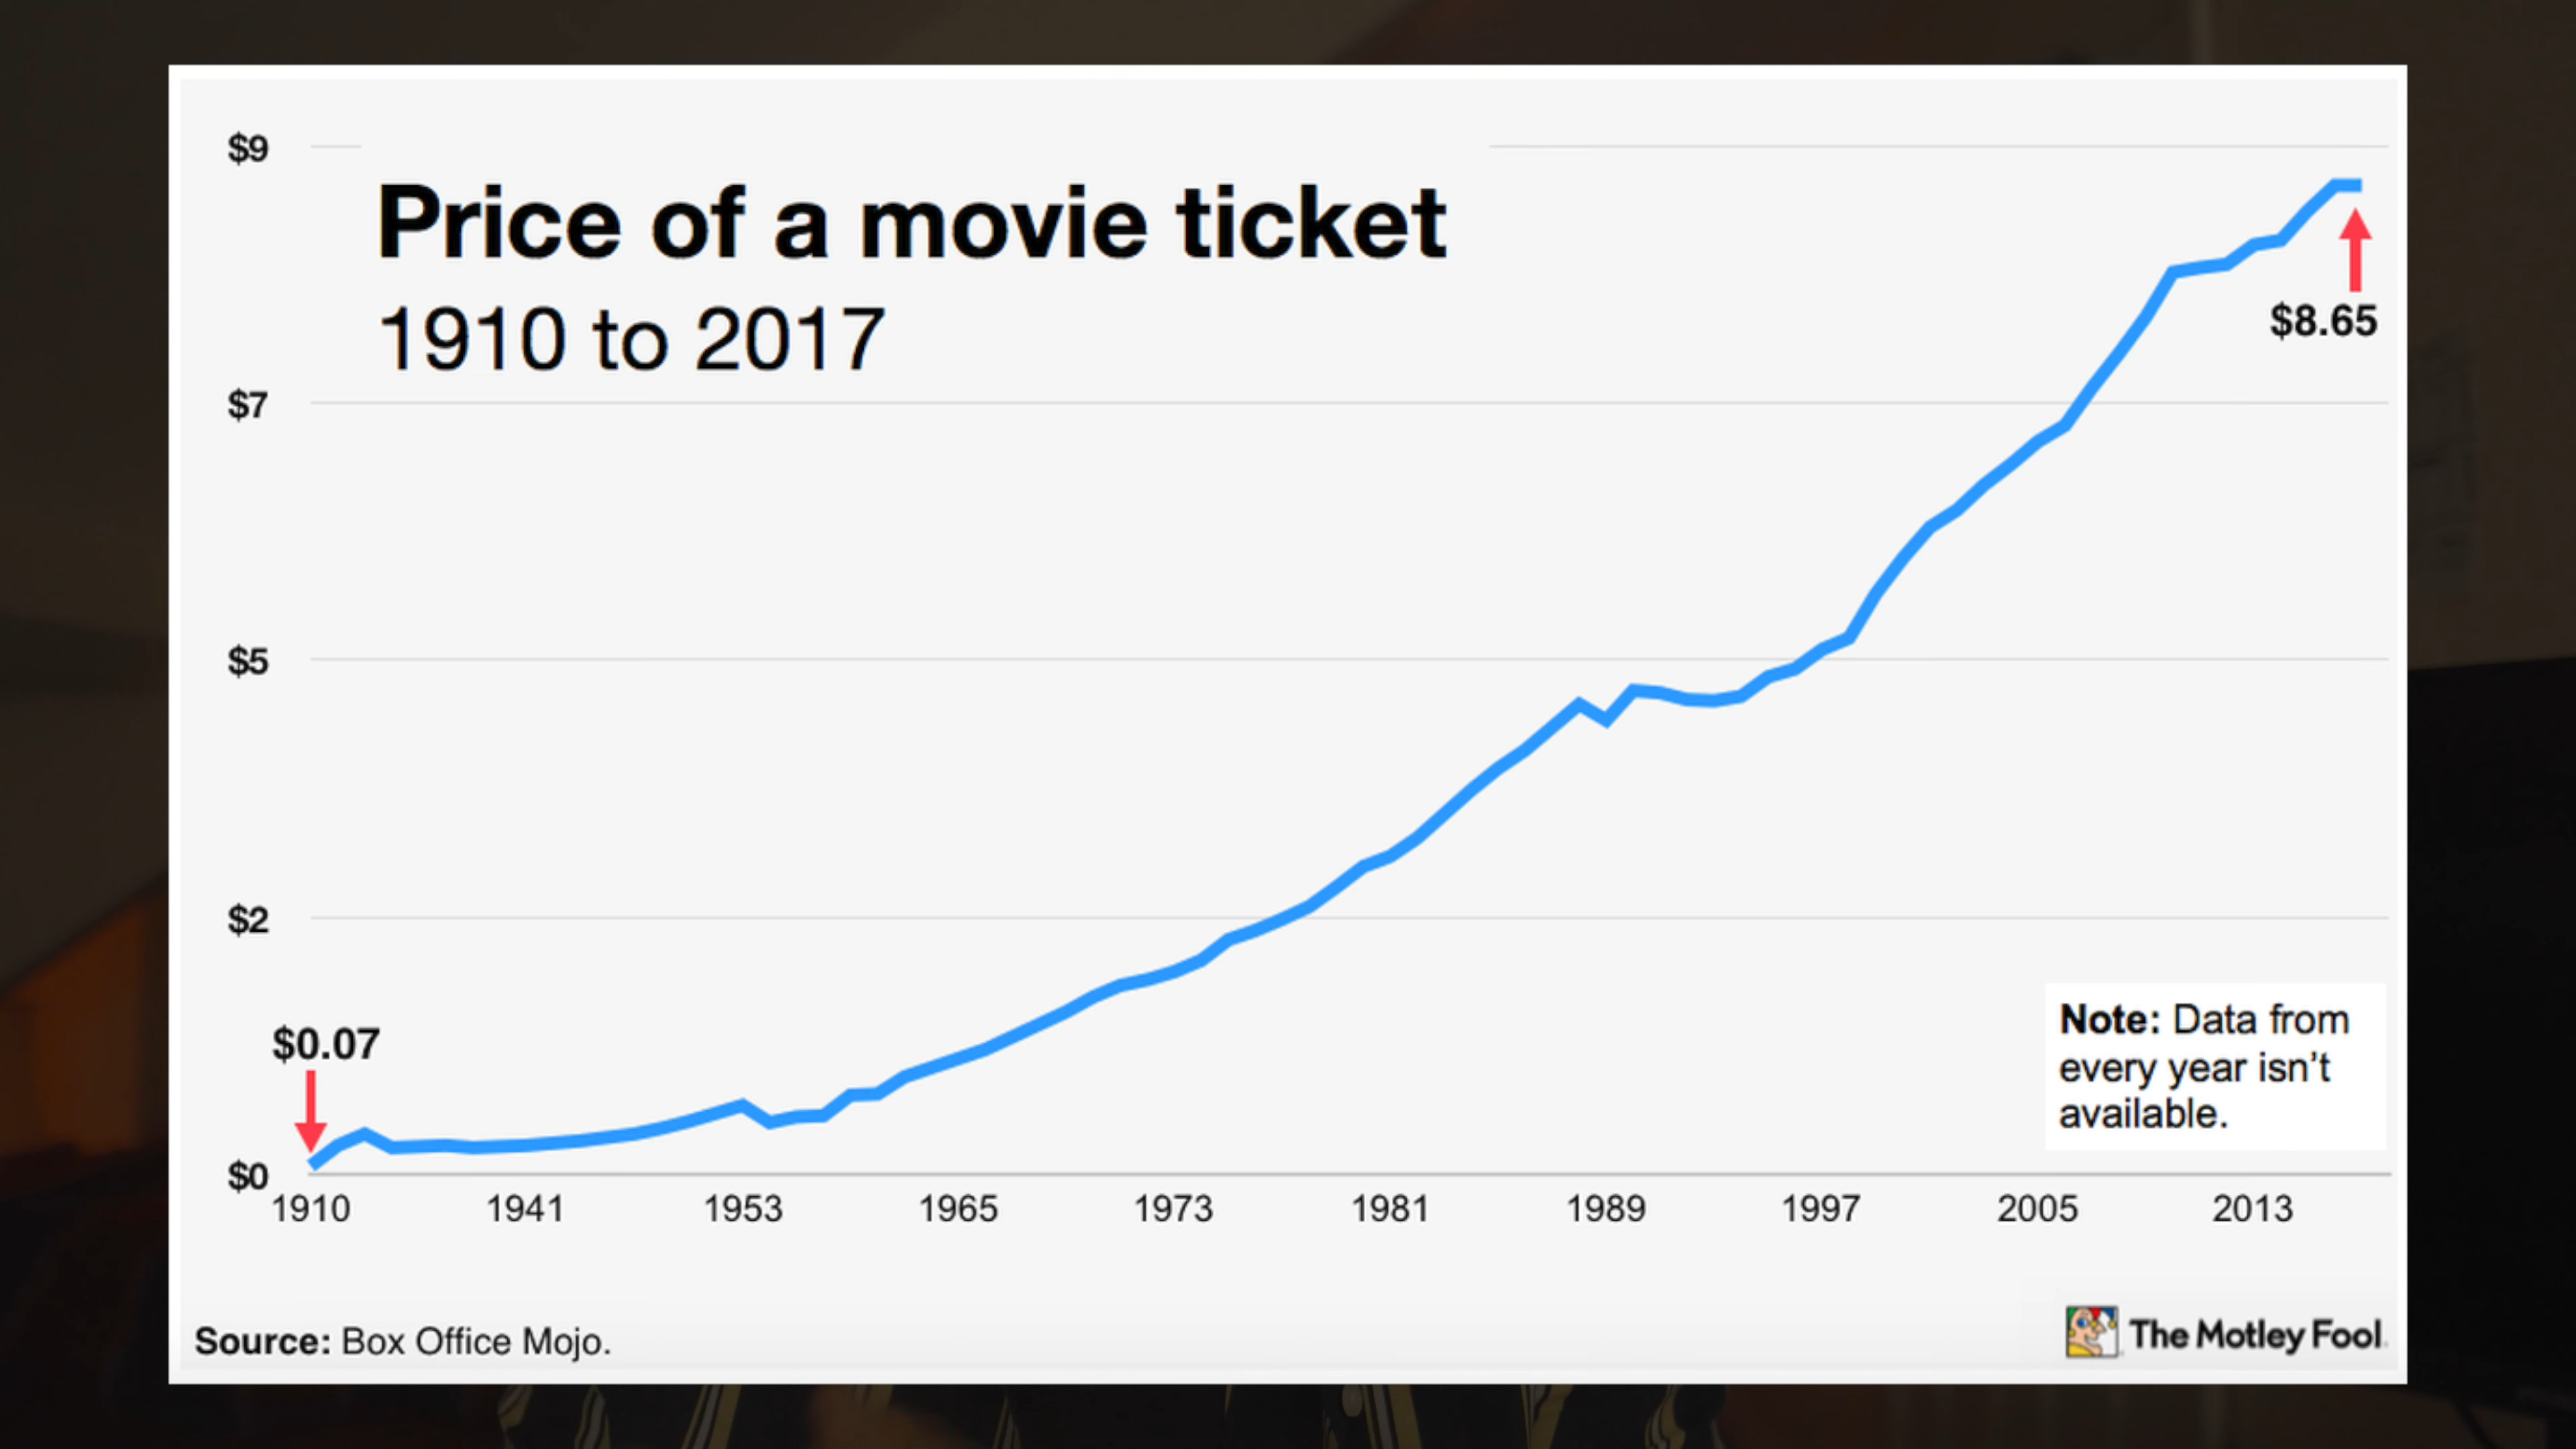 $9
Price of a movie ticket
1910 to 2017
$8.65
$7
$5
$2
$0.07
Note: Data from
every year isn't
available.
$0
1910 1941 1953 1965 1973 1981 1989 1997 2005 2013
Source: Box Office Mojo.
The Motley Fool